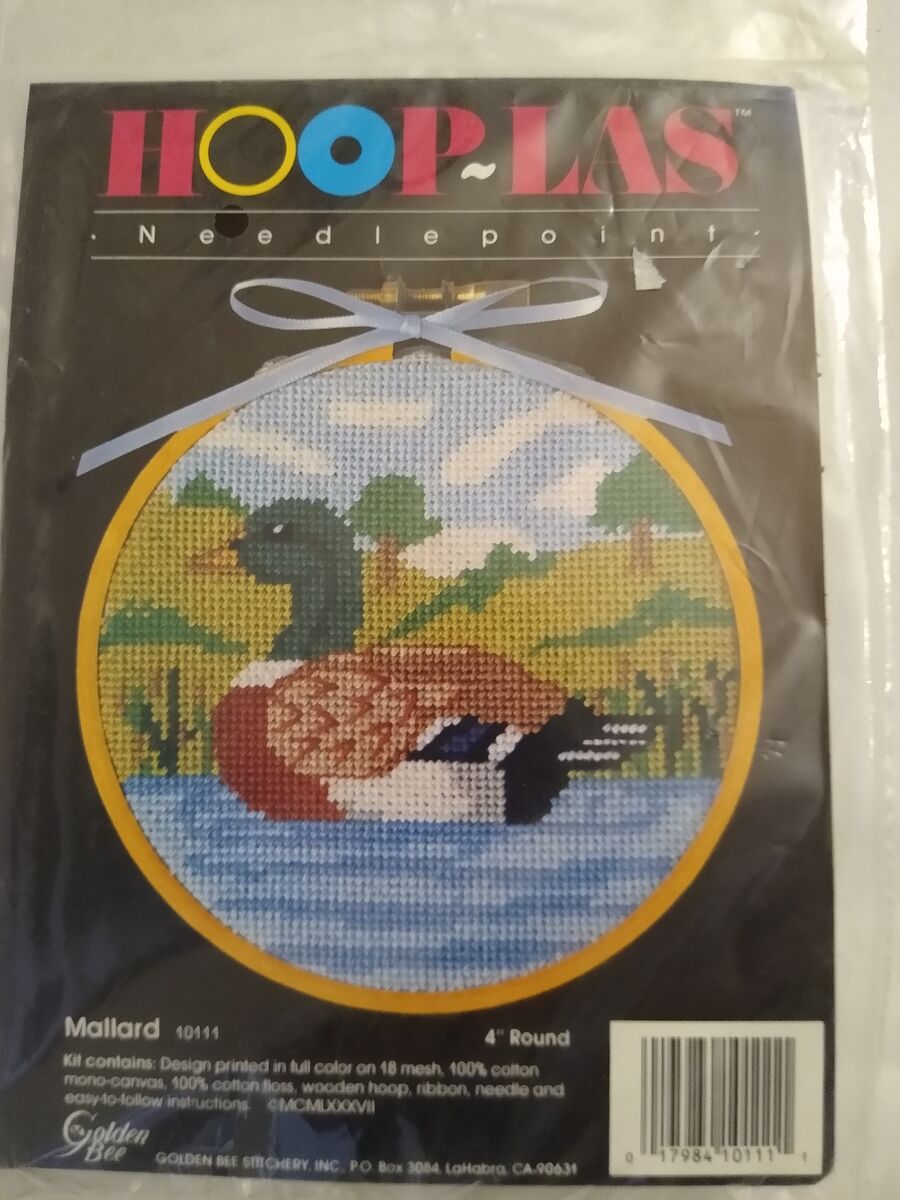 HOOP~LAS™
· Needlepoint ·
Mallard 10111
4" Round
Kit contains: Design printed in full color on 18 mesh, 100% cotton
mono-canvas, 100% cotton floss, wooden hoop, ribbon, needle and
easy-to-follow instructions. ©MCMLXXXVII
Golden
Bee
GOLDEN BEE STITCHERY, INC., P.O. Box 3084, LaHabra, CA 90631
0 17984 10111 1